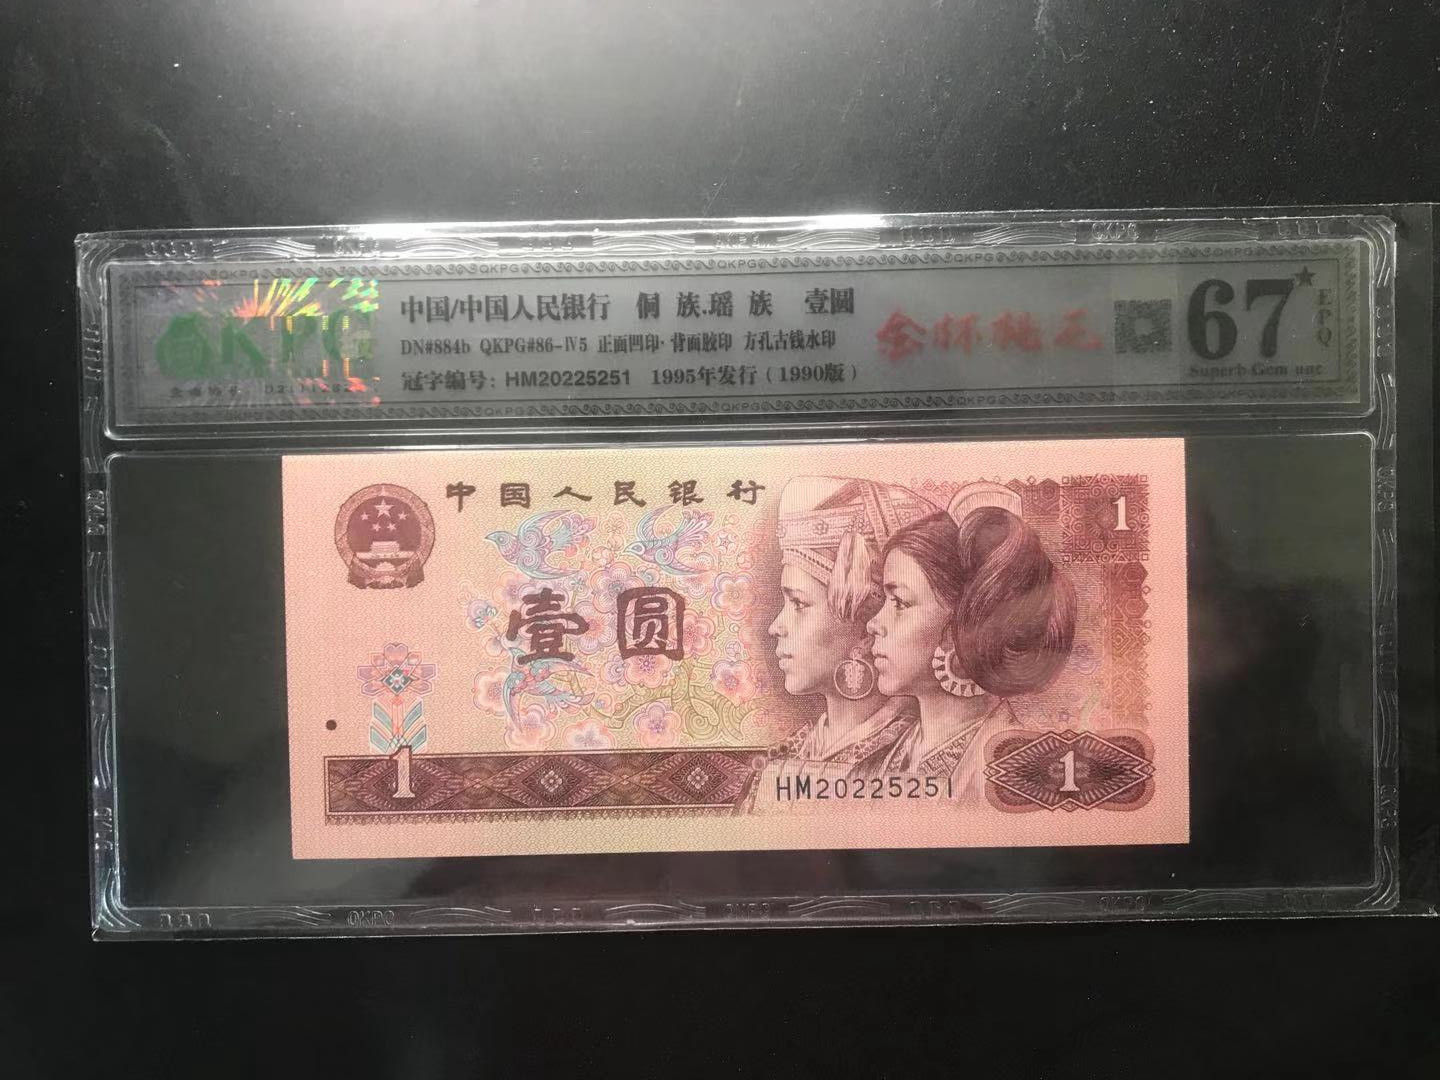 QKPG
中国/中国人民银行 侗 族.瑶 族 壹圆
DN#884b QKPG#86-Ⅳ5 正面凹印·背面胶印 方孔古钱水印
冠字编号: HM20225251 1995年发行(1990版)
金杯桃花
67★
EPQ
Superb Gem unc
中国人民银行
1
壹圆
1
HM20225251
1